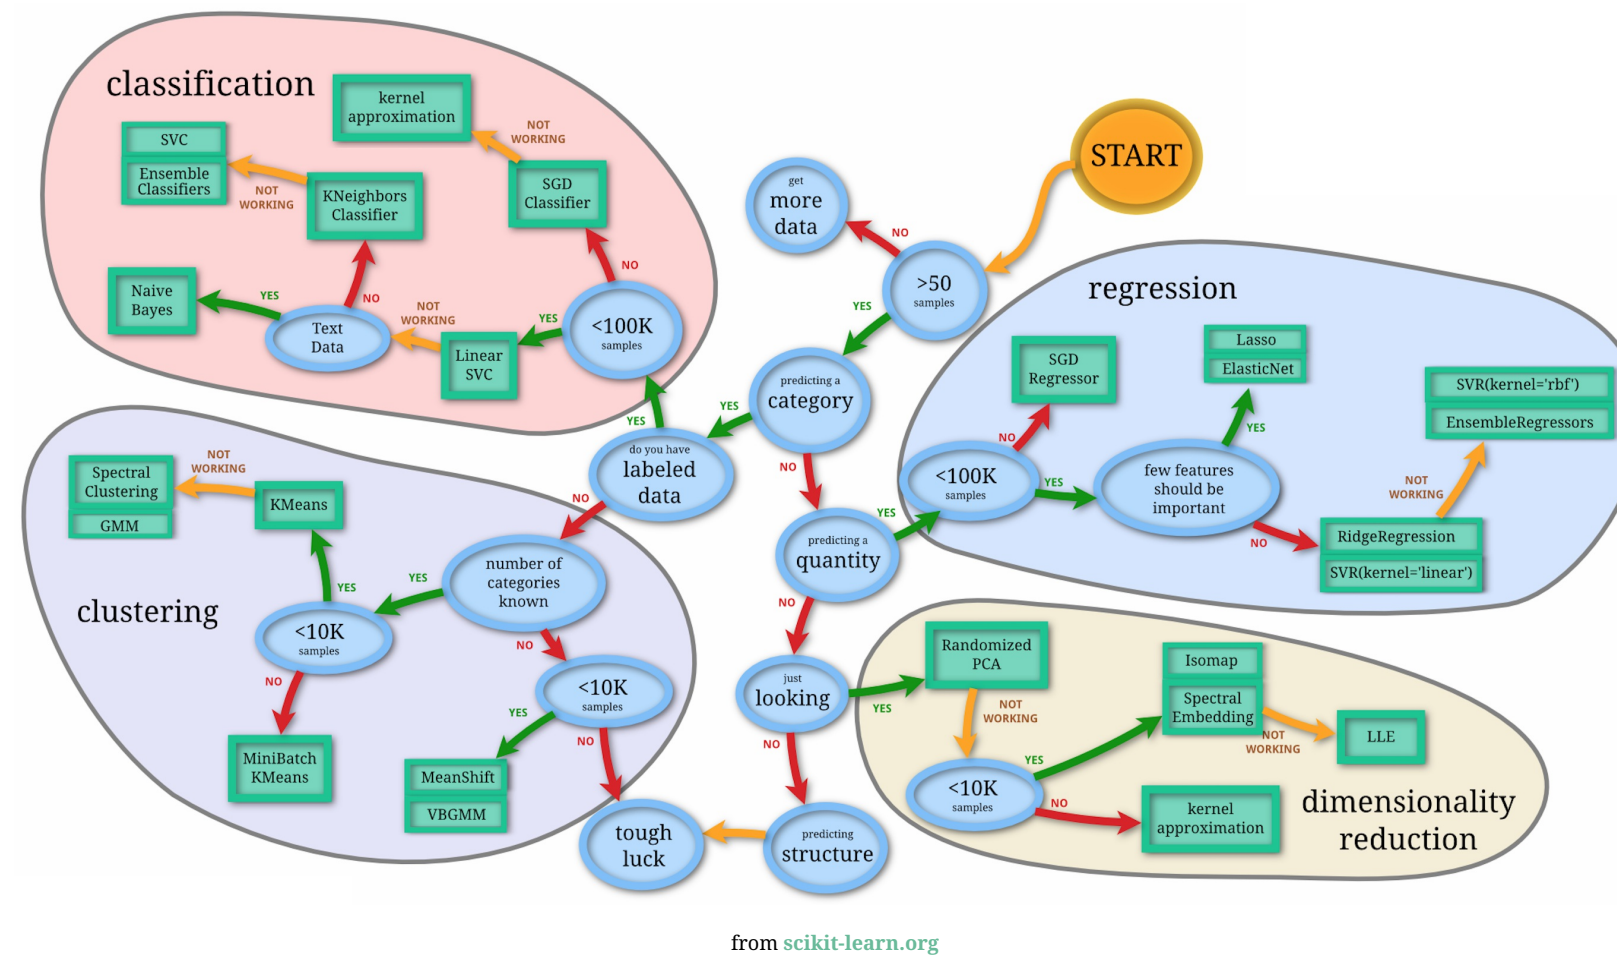 classification
kernel
approximation
NOT
WORKING
SVC
Ensemble
Classifiers
NOT
WORKING
KNeighbors
Classifier
SGD
Classifier
NO
Naive
Bayes
YES
NO
Text
Data
NOT
WORKING
Linear
SVC
YES
<100K
samples
YES
START
get
more
data
NO
>50
samples
YES
predicting a
category
YES
NO
do you have
labeled
data
NO
predicting a
quantity
YES
NO
just
looking
YES
NO
predicting
structure
tough
luck
regression
SGD
Regressor
NO
<100K
samples
YES
Lasso
ElasticNet
YES
few features
should be
important
NO
SVR(kernel='rbf')
EnsembleRegressors
NOT
WORKING
RidgeRegression
SVR(kernel='linear')
clustering
Spectral
Clustering
GMM
NOT
WORKING
KMeans
YES
<10K
samples
YES
number of
categories
known
NO
NO
MiniBatch
KMeans
<10K
samples
YES
NO
MeanShift
VBGMM
Randomized
PCA
NOT
WORKING
<10K
samples
YES
NO
Isomap
Spectral
Embedding
NOT
WORKING
LLE
kernel
approximation
dimensionality
reduction
from scikit-learn.org